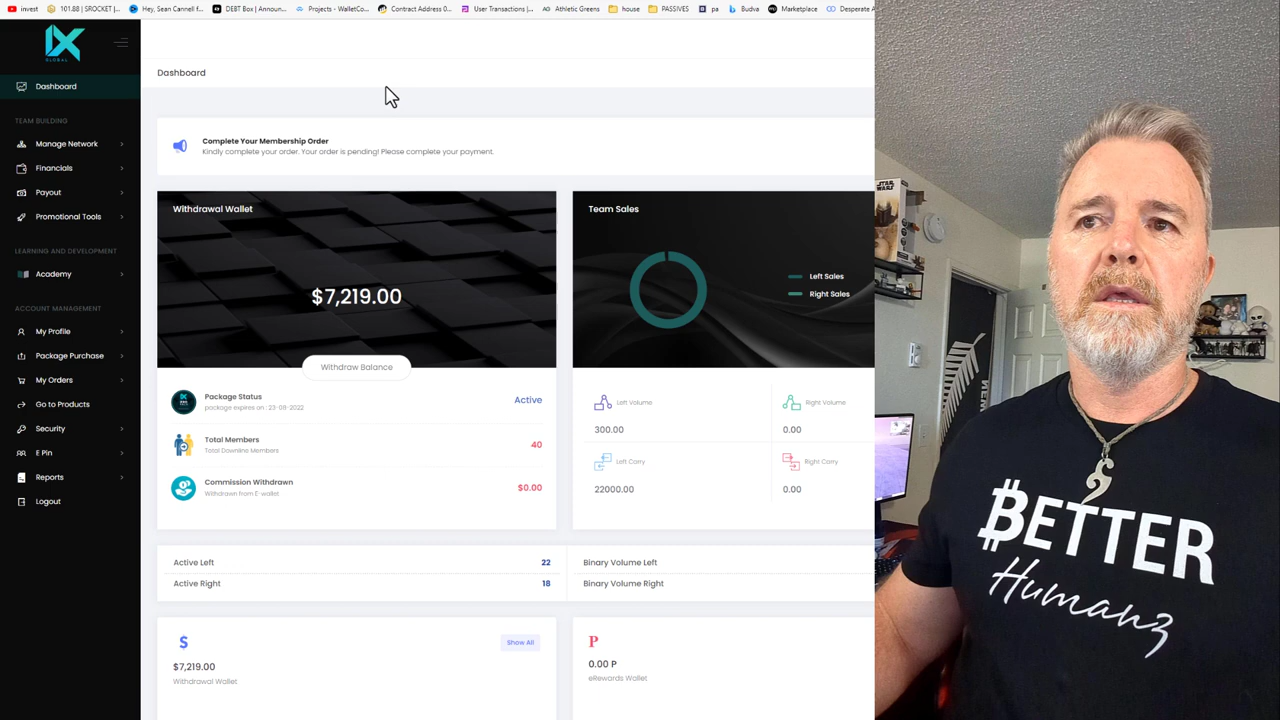 invest
101.88 | $ROCKET |...
Hey, Sean Cannell f...
DEBT Box | Announ...
Projects - WalletCo...
Contract Address 0...
User Transactions |...
AG Athletic Greens
house
PASSIVES
pa
Budva
Marketplace
Desperate A
IX
GLOBAL
Dashboard
TEAM BUILDING
Manage Network
Financials
Payout
Promotional Tools
LEARNING AND DEVELOPMENT
Academy
ACCOUNT MANAGEMENT
My Profile
Package Purchase
My Orders
Go to Products
Security
E Pin
Reports
Logout
Dashboard
Complete Your Membership Order
Kindly complete your order. Your order is pending! Please complete your payment.
Withdrawal Wallet
$7,219.00
Withdraw Balance
Package Status
package expires on : 23-08-2022
Active
Total Members
Total Downline Members
40
Commission Withdrawn
Withdrawn from E-wallet
$0.00
Team Sales
Left Sales
Right Sales
Left Volume
300.00
Right Volume
0.00
Left Carry
22000.00
Right Carry
0.00
Active Left 22
Active Right 18
Binary Volume Left
Binary Volume Right
$
Show All
$7,219.00
Withdrawal Wallet
P
0.00 P
eRewards Wallet
STAR
WARS
₿ETTER
Humanz